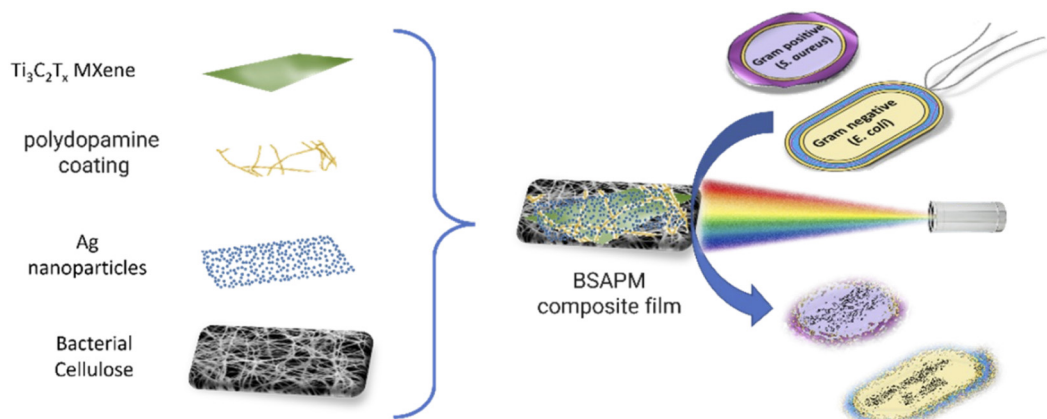 Ti₃C₂Tₓ MXene
polydopamine
coating
Ag
nanoparticles
Bacterial
Cellulose
BSAPM
composite film
Gram positive
(S. aureus)
Gram negative
(E. coli)